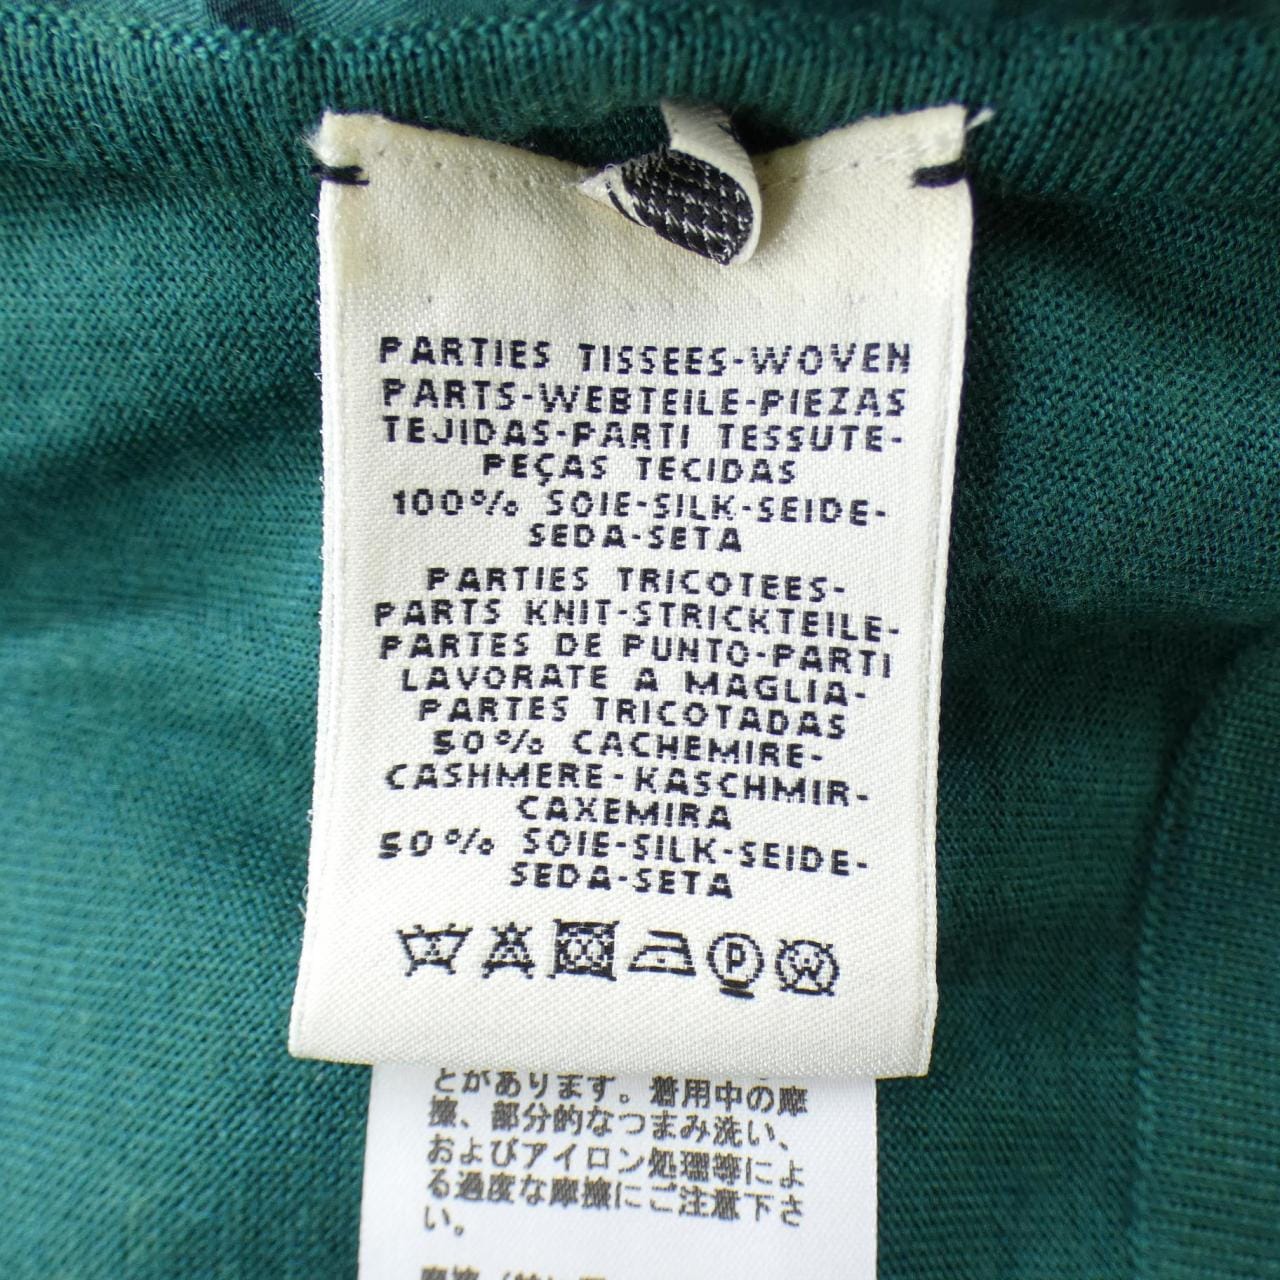 PARTIES TISSEES-WOVEN
PARTS-WEBTEILE-PIEZAS
TEJIDAS-PARTI TESSUTE-
PEÇAS TECIDAS
100% SOIE-SILK-SEIDE-
SEDA-SETA
PARTIES TRICOTEES-
PARTS KNIT-STRICKTEILE-
PARTES DE PUNTO-PARTI
LAVORATE A MAGLIA-
PARTES TRICOTADAS
50% CACHEMIRE-
CASHMERE-KASCHMIR-
CAXEMIRA
50% SOIE-SILK-SEIDE-
SEDA-SETA
P W
とがあります。着用中の摩
擦、部分的なつまみ洗い、
およびアイロン処理等によ
る過度な摩擦にご注意下さ
い。